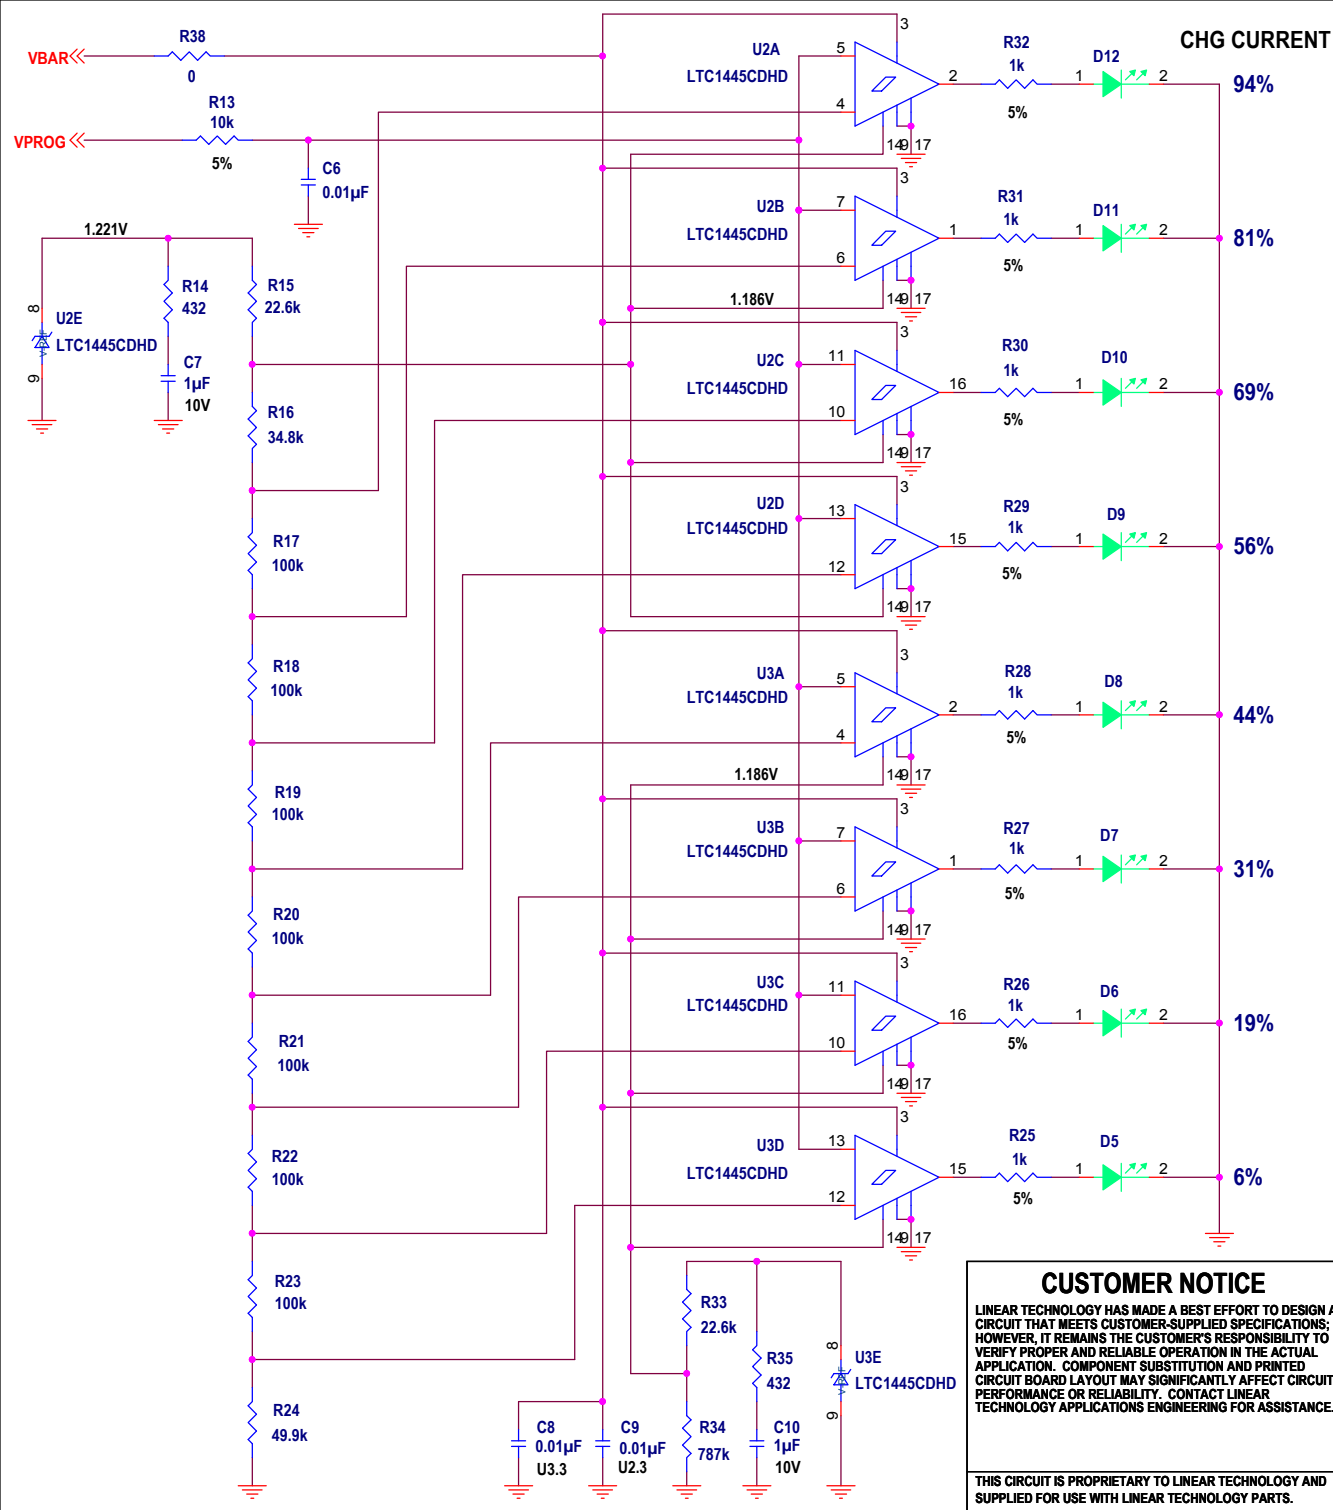 CHG CURRENT
VBAR
R38
0
VPROG
R13
10k
5%
C6
0.01µF
1.221V
8
9
U2E
LTC1445CDHD
R14
432
C7
1µF
10V
R15
22.6k
R16
34.8k
R17
100k
R18
100k
R19
100k
R20
100k
R21
100k
R22
100k
R23
100k
R24
49.9k
U2A
LTC1445CDHD
5
4
3
2
14 9 17
R32
1k
5%
1
D12
2
94%
U2B
LTC1445CDHD
7
6
3
1
1.186V
14 9 17
R31
1k
5%
1
D11
2
81%
U2C
LTC1445CDHD
11
10
3
16
14 9 17
R30
1k
5%
1
D10
2
69%
U2D
LTC1445CDHD
13
12
3
15
14 9 17
R29
1k
5%
1
D9
2
56%
U3A
LTC1445CDHD
5
4
3
2
1.186V
14 9 17
R28
1k
5%
1
D8
2
44%
U3B
LTC1445CDHD
7
6
3
1
14 9 17
R27
1k
5%
1
D7
2
31%
U3C
LTC1445CDHD
11
10
3
16
14 9 17
R26
1k
5%
1
D6
2
19%
U3D
LTC1445CDHD
13
12
3
15
14 9 17
R25
1k
5%
1
D5
2
6%
R33
22.6k
R35
432
8
9
U3E
LTC1445CDHD
C8
0.01µF
U3.3
C9
0.01µF
U2.3
R34
787k
C10
1µF
10V
CUSTOMER NOTICE
LINEAR TECHNOLOGY HAS MADE A BEST EFFORT TO DESIGN A
CIRCUIT THAT MEETS CUSTOMER-SUPPLIED SPECIFICATIONS;
HOWEVER, IT REMAINS THE CUSTOMER'S RESPONSIBILITY TO
VERIFY PROPER AND RELIABLE OPERATION IN THE ACTUAL
APPLICATION. COMPONENT SUBSTITUTION AND PRINTED
CIRCUIT BOARD LAYOUT MAY SIGNIFICANTLY AFFECT CIRCUIT
PERFORMANCE OR RELIABILITY. CONTACT LINEAR
TECHNOLOGY APPLICATIONS ENGINEERING FOR ASSISTANCE.
THIS CIRCUIT IS PROPRIETARY TO LINEAR TECHNOLOGY AND
SUPPLIED FOR USE WITH LINEAR TECHNOLOGY PARTS.